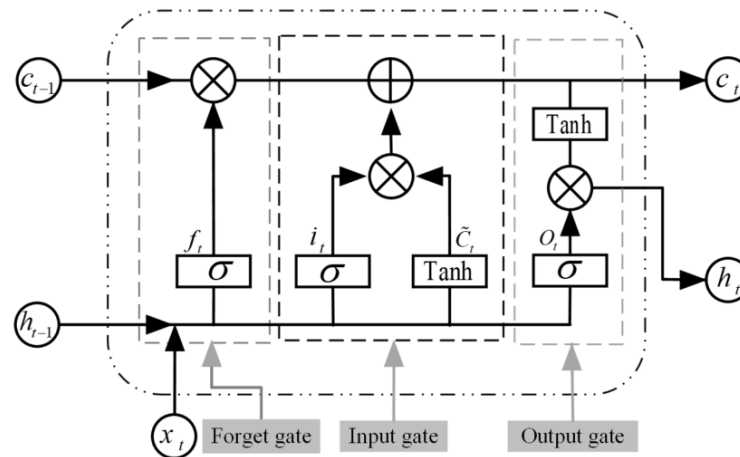 c_{t-1}
c_t
Tanh
f_t
i_t
C̃_t
O_t
σ
σ
Tanh
σ
h_t
h_{t-1}
x_t
Forget gate
Input gate
Output gate